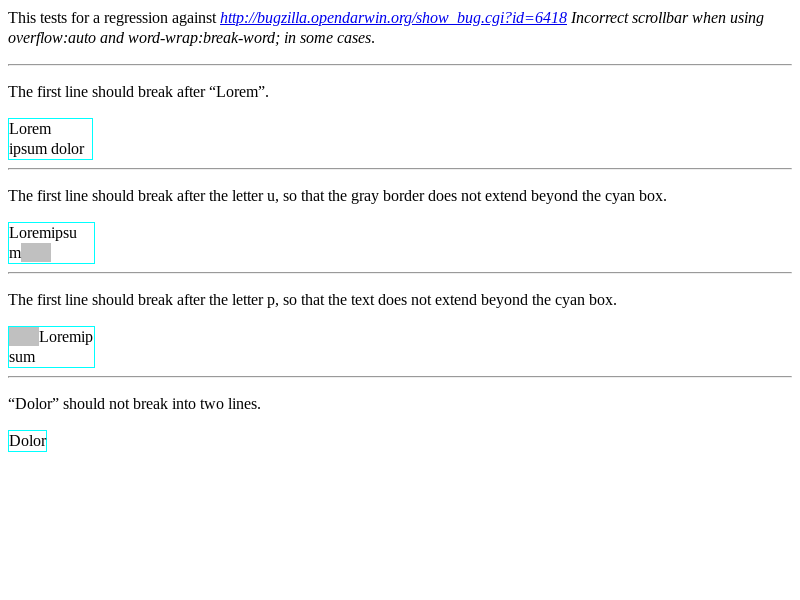 This tests for a regression against http://bugzilla.opendarwin.org/show_bug.cgi?id=6418 Incorrect scrollbar when using
overflow:auto and word-wrap:break-word; in some cases.
The first line should break after “Lorem”.
Lorem
ipsum dolor
The first line should break after the letter u, so that the gray border does not extend beyond the cyan box.
Loremipsu
m
The first line should break after the letter p, so that the text does not extend beyond the cyan box.
Loremip
sum
“Dolor” should not break into two lines.
Dolor